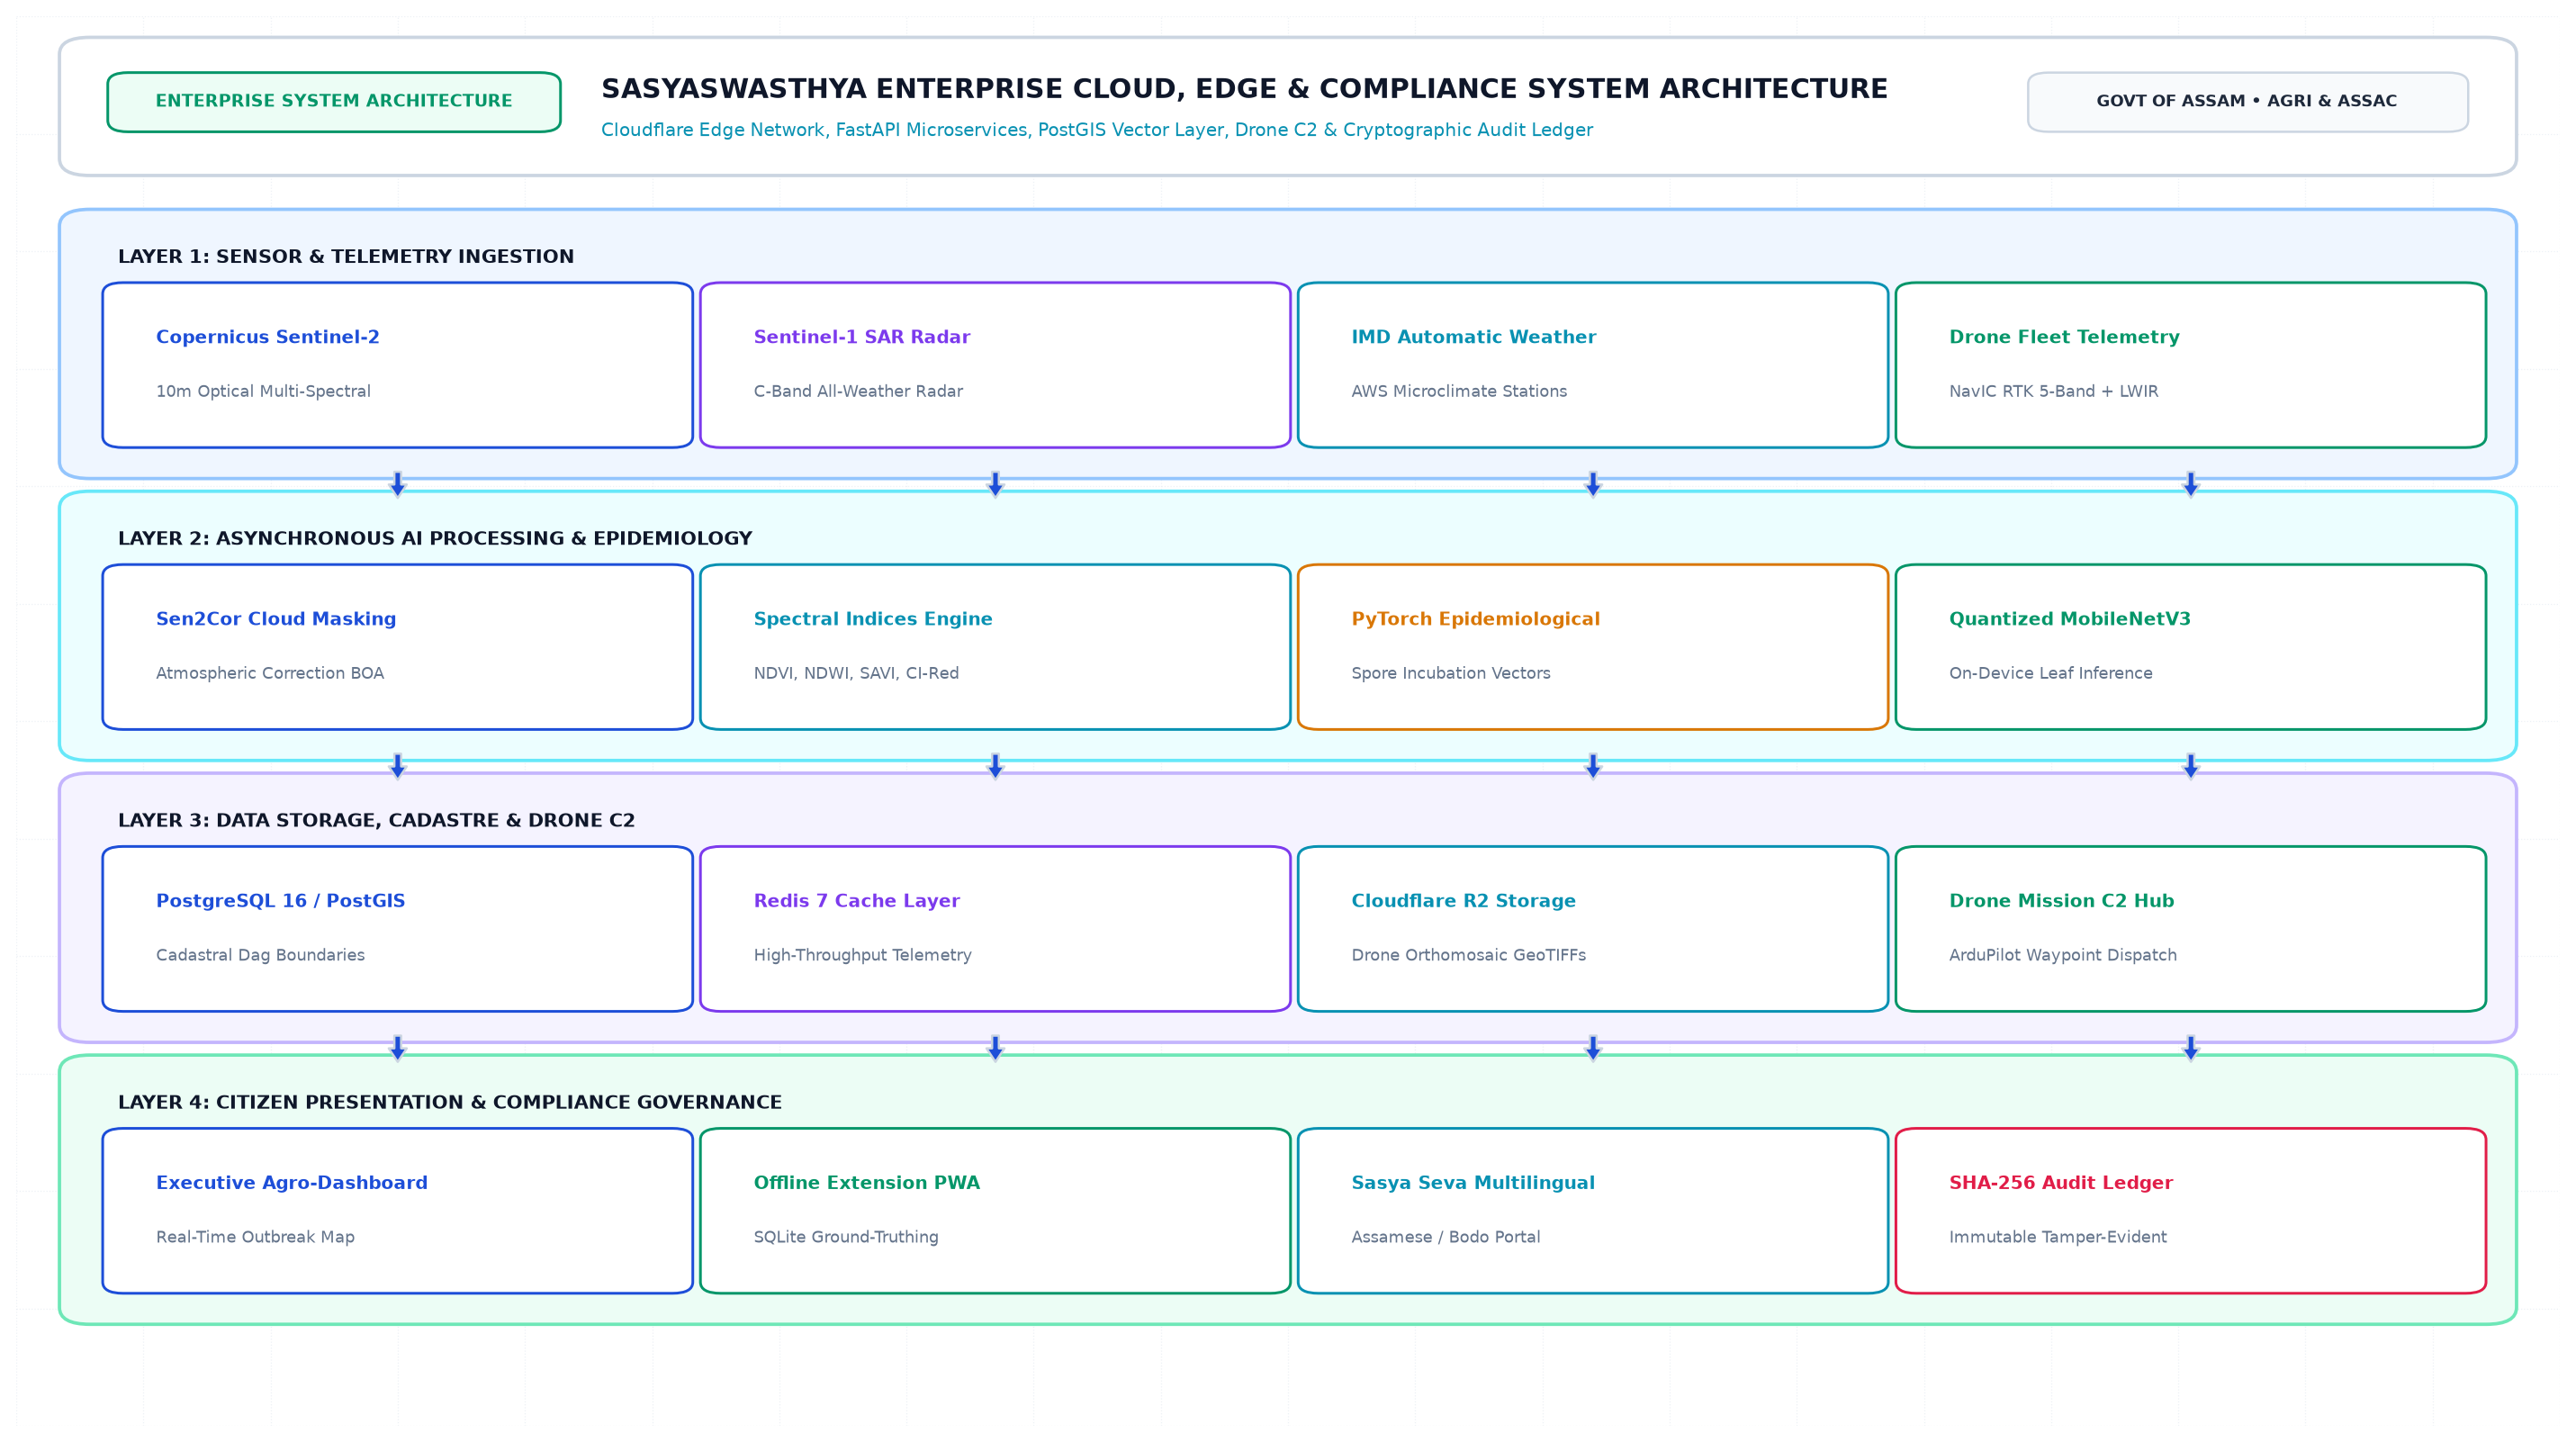 ENTERPRISE SYSTEM ARCHITECTURE
SASYASWASTHYA ENTERPRISE CLOUD, EDGE & COMPLIANCE SYSTEM ARCHITECTURE
Cloudflare Edge Network, FastAPI Microservices, PostGIS Vector Layer, Drone C2 & Cryptographic Audit Ledger
GOVT OF ASSAM • AGRI & ASSAC
LAYER 1: SENSOR & TELEMETRY INGESTION
Copernicus Sentinel-2
10m Optical Multi-Spectral
Sentinel-1 SAR Radar
C-Band All-Weather Radar
IMD Automatic Weather
AWS Microclimate Stations
Drone Fleet Telemetry
NavIC RTK 5-Band + LWIR
LAYER 2: ASYNCHRONOUS AI PROCESSING & EPIDEMIOLOGY
Sen2Cor Cloud Masking
Atmospheric Correction BOA
Spectral Indices Engine
NDVI, NDWI, SAVI, CI-Red
PyTorch Epidemiological
Spore Incubation Vectors
Quantized MobileNetV3
On-Device Leaf Inference
LAYER 3: DATA STORAGE, CADASTRE & DRONE C2
PostgreSQL 16 / PostGIS
Cadastral Dag Boundaries
Redis 7 Cache Layer
High-Throughput Telemetry
Cloudflare R2 Storage
Drone Orthomosaic GeoTIFFs
Drone Mission C2 Hub
ArduPilot Waypoint Dispatch
LAYER 4: CITIZEN PRESENTATION & COMPLIANCE GOVERNANCE
Executive Agro-Dashboard
Real-Time Outbreak Map
Offline Extension PWA
SQLite Ground-Truthing
Sasya Seva Multilingual
Assamese / Bodo Portal
SHA-256 Audit Ledger
Immutable Tamper-Evident